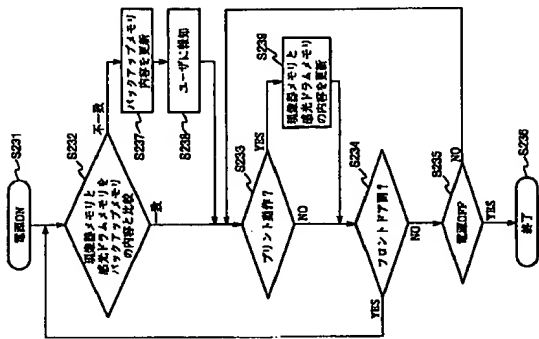 電源ON
S231
S232
現像器メモリと
感光ドラムメモリを
バックアップメモリ
の内容と比較
不一致
一致
バックアップメモリ
内容を更新
S237
ユーザに報知
S238
S233
プリント動作?
YES
NO
S239
現像器メモリと
感光ドラムメモリ
の内容を更新
S234
フロントドア開?
YES
NO
S235
電源OFF
NO
YES
S236
終了